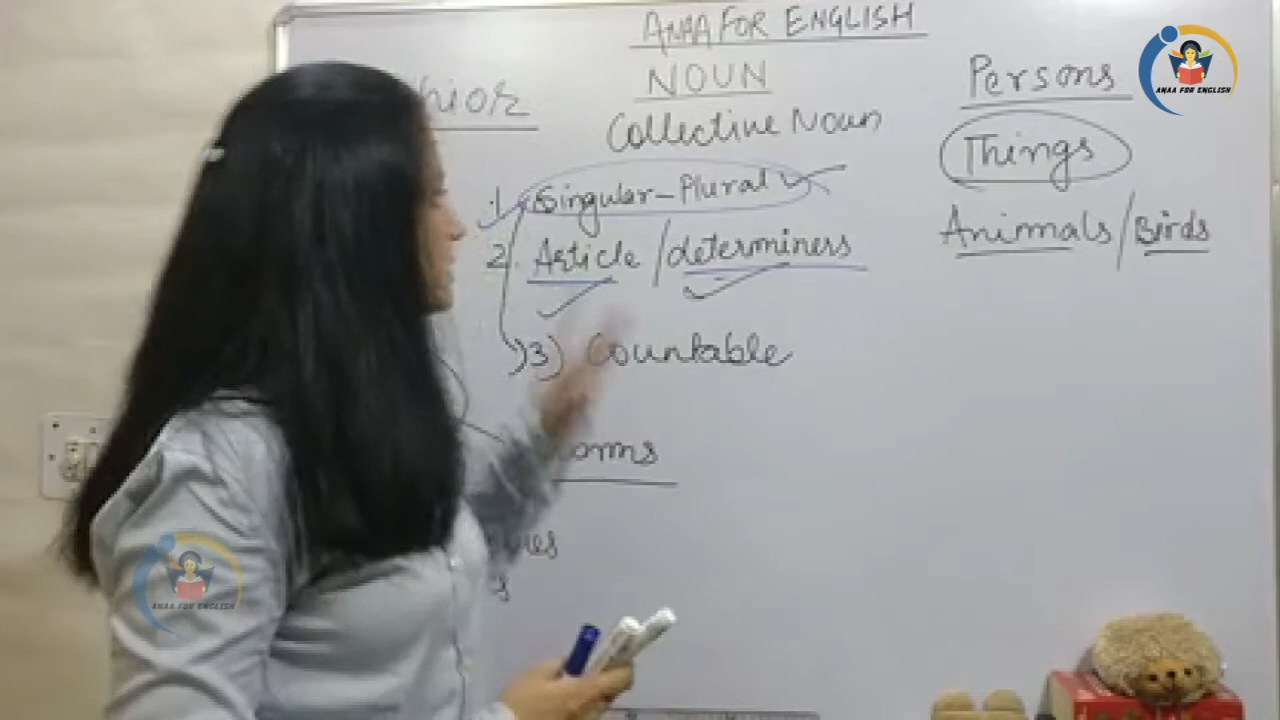 ANAA FOR ENGLISH
NOUN
Collective Noun
1. Singular-Plural
2. Article / determiners
3) Countable
Persons
Things
Animals / Birds
ANAA FOR ENGLISH
ANAA FOR ENGLISH